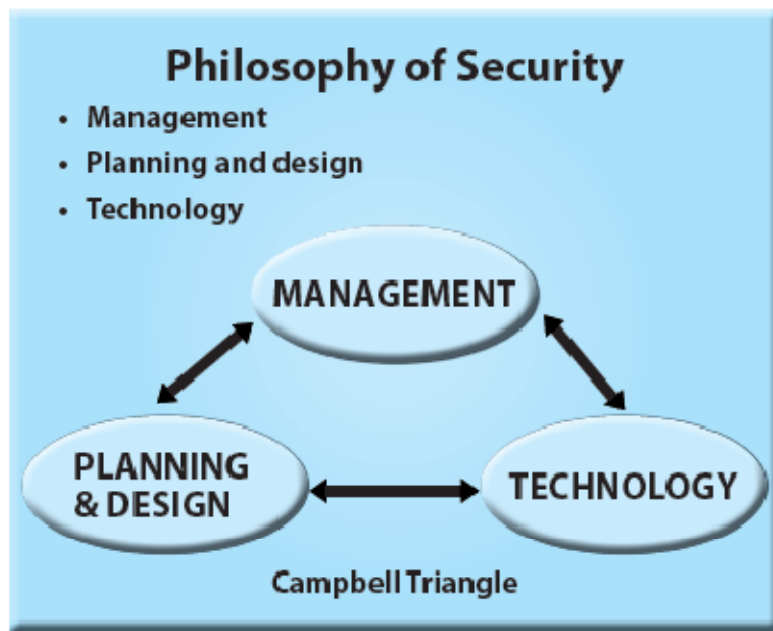 Philosophy of Security
• Management
• Planning and design
• Technology
MANAGEMENT
PLANNING
& DESIGN
TECHNOLOGY
Campbell Triangle